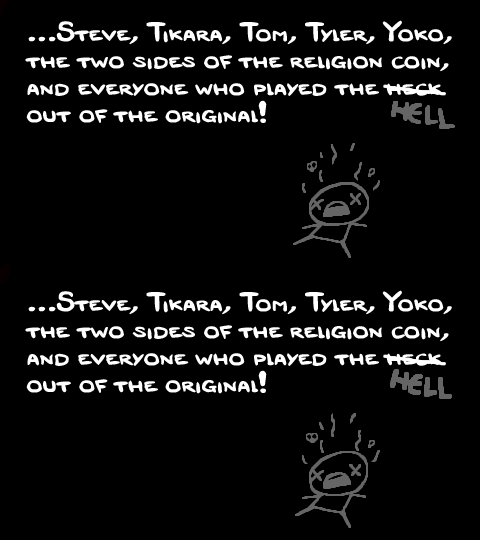 ...Steve, Tikara, Tom, Tyler, Yoko,
the two sides of the religion coin,
and everyone who played the heck
HELL
out of the original!
...Steve, Tikara, Tom, Tyler, Yoko,
the two sides of the religion coin,
and everyone who played the heck
HELL
out of the original!